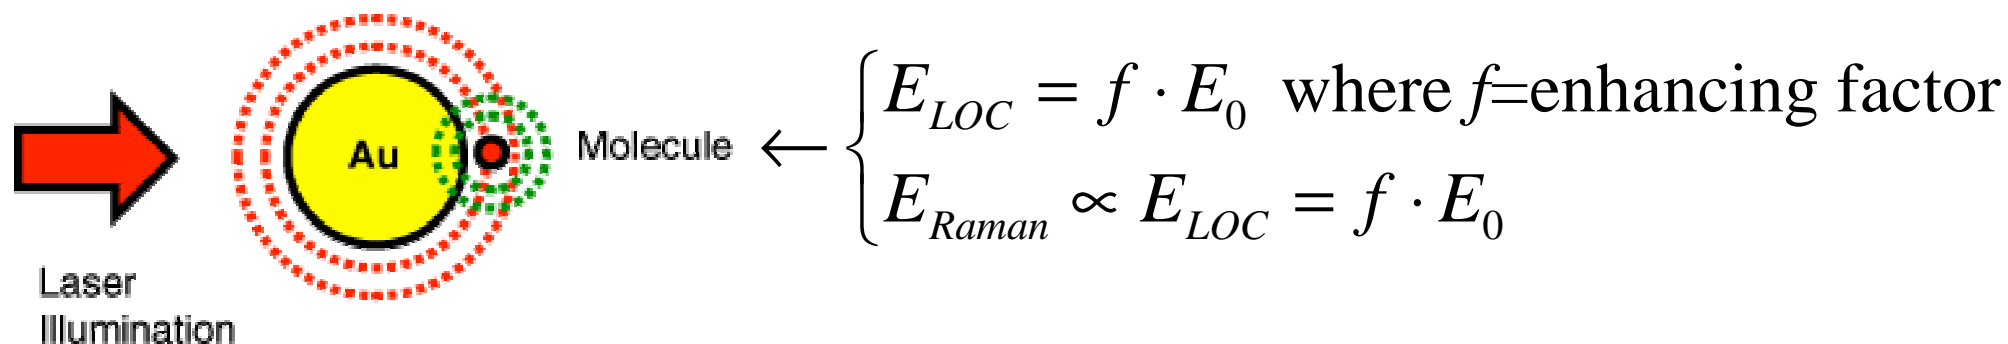 Au
Molecule ←
E_LOC = f · E_0 where f=enhancing factor
E_Raman ∝ E_LOC = f · E_0
Laser
Illumination